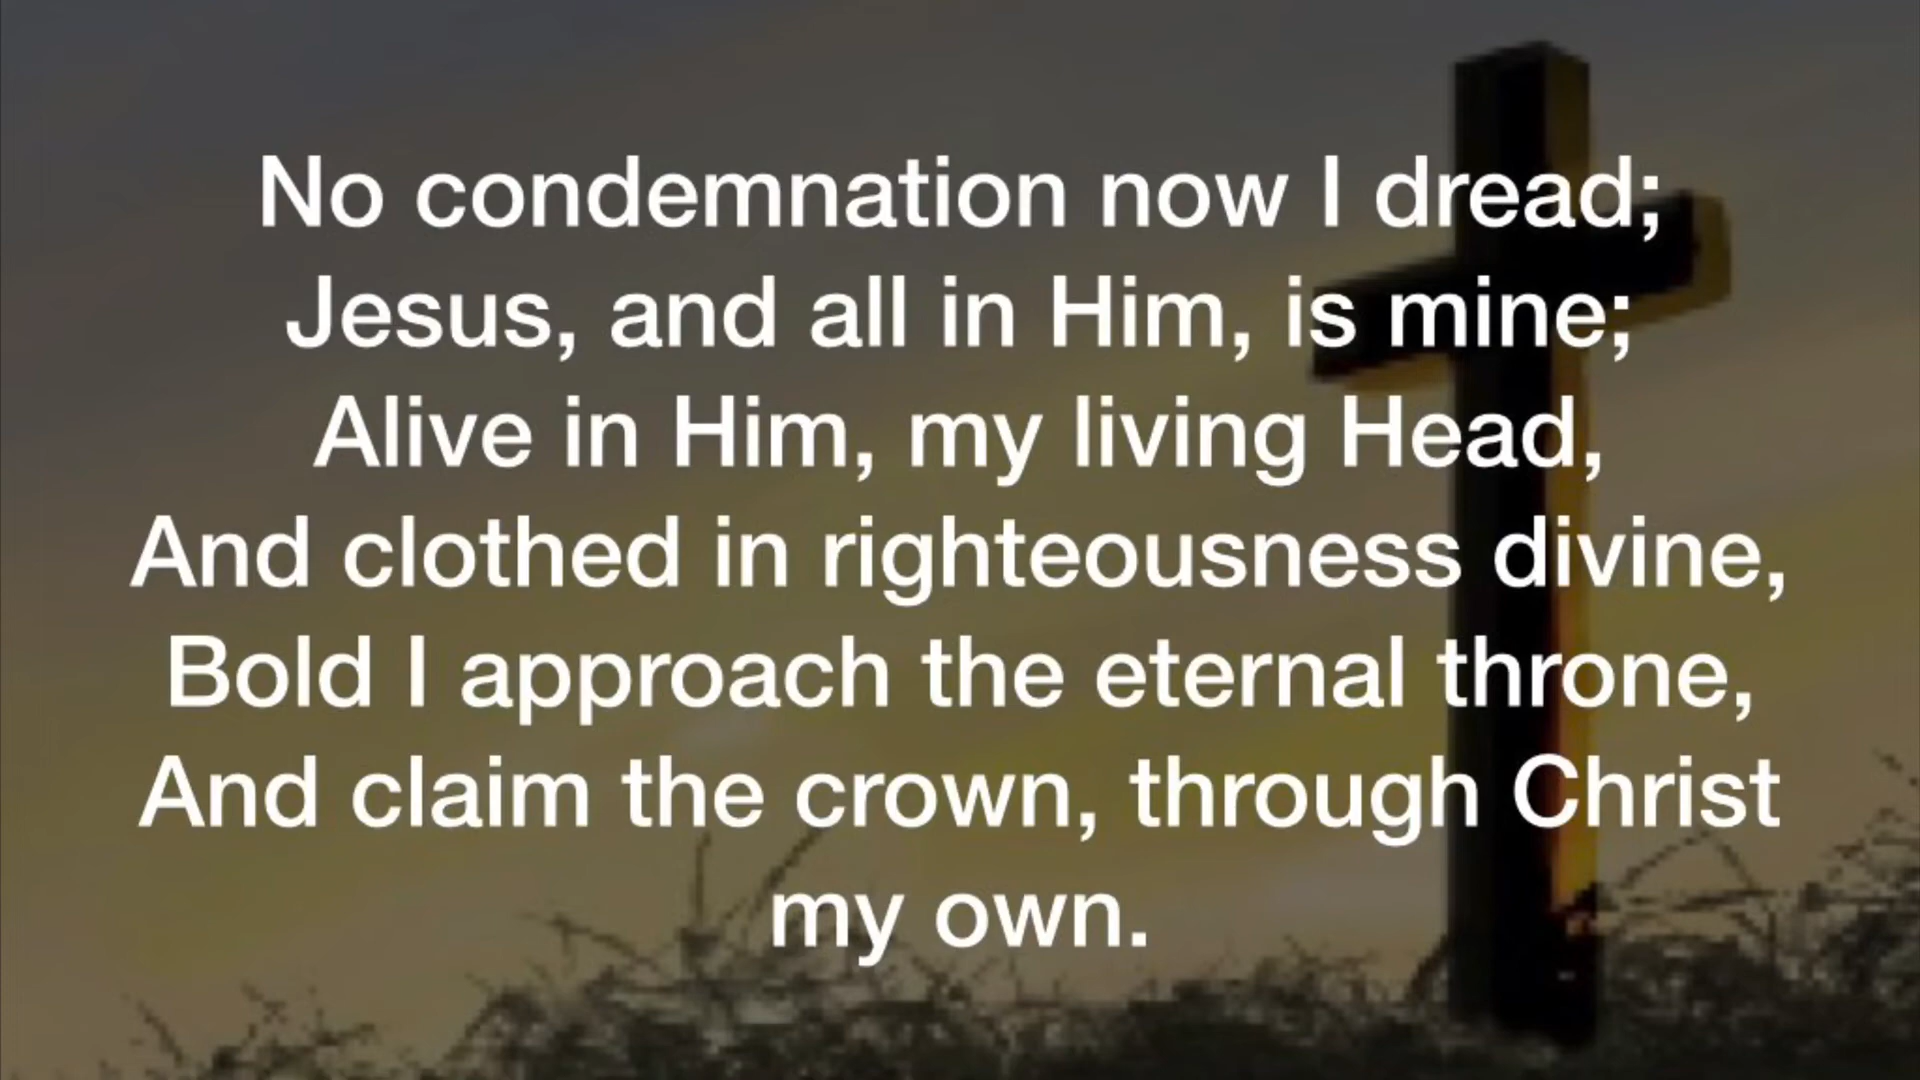 No condemnation now I dread;
Jesus, and all in Him, is mine;
Alive in Him, my living Head,
And clothed in righteousness divine,
Bold I approach the eternal throne,
And claim the crown, through Christ
my own.